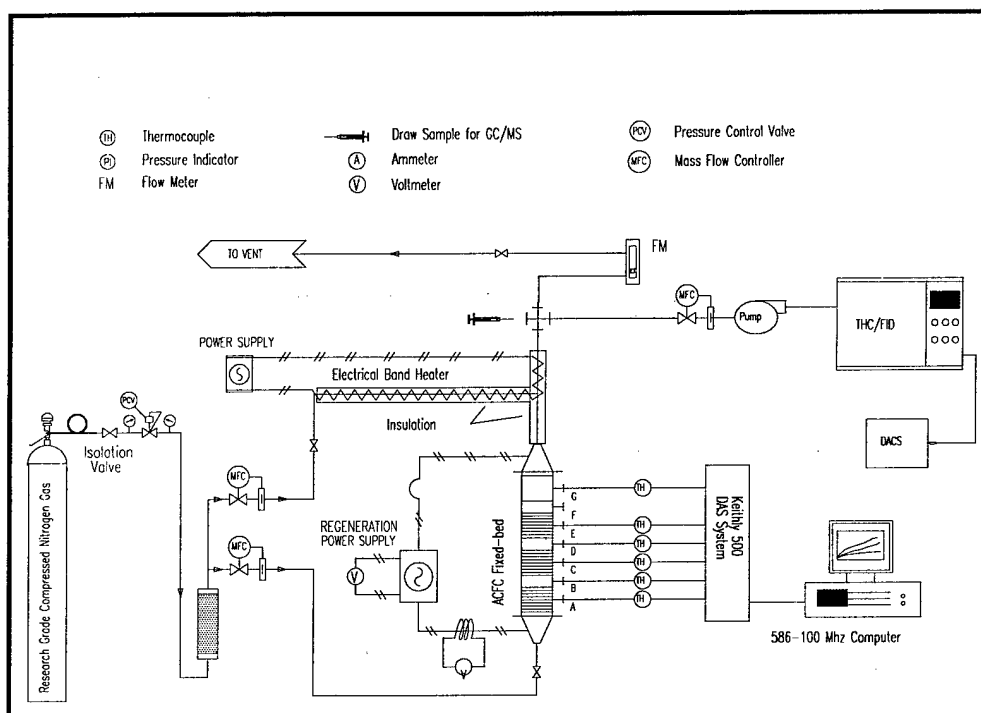 TH Thermocouple
PI Pressure Indicator
FM Flow Meter
Draw Sample for GC/MS
A Ammeter
V Voltmeter
PCV Pressure Control Valve
MFC Mass Flow Controller
TO VENT
FM
MFC
Pump
THC/FID
DACS
POWER SUPPLY
S
Electrical Band Heater
Insulation
PCV
Isolation
Valve
Research Grade Compressed Nitrogen Gas
MFC
MFC
REGENERATION
POWER SUPPLY
V
V
ACFC Fixed-bed
G
F
E
D
C
B
A
TH
TH
TH
TH
TH
TH
Keithly 500
DAS System
586-100 Mhz Computer